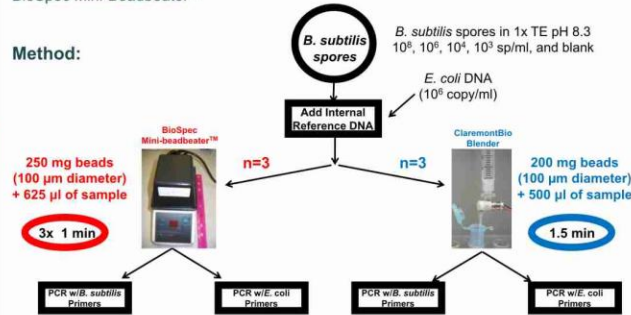 BioSpec Mini-Beadbeater
Method:
B. subtilis
spores
B. subtilis spores in 1x TE pH 8.3
10⁸, 10⁶, 10⁴, 10³ sp/ml, and blank
E. coli DNA
(10⁶ copy/ml)
Add Internal
Reference DNA
BioSpec
Mini-beadbeater™
n=3
n=3
ClaremontBio
Blender
250 mg beads
(100 µm diameter)
+ 625 µl of sample
3x 1 min
200 mg beads
(100 µm diameter)
+ 500 µl of sample
1.5 min
PCR w/B. subtilis
Primers
PCR w/E. coli
Primers
PCR w/B. subtilis
Primers
PCR w/E. coli
Primers